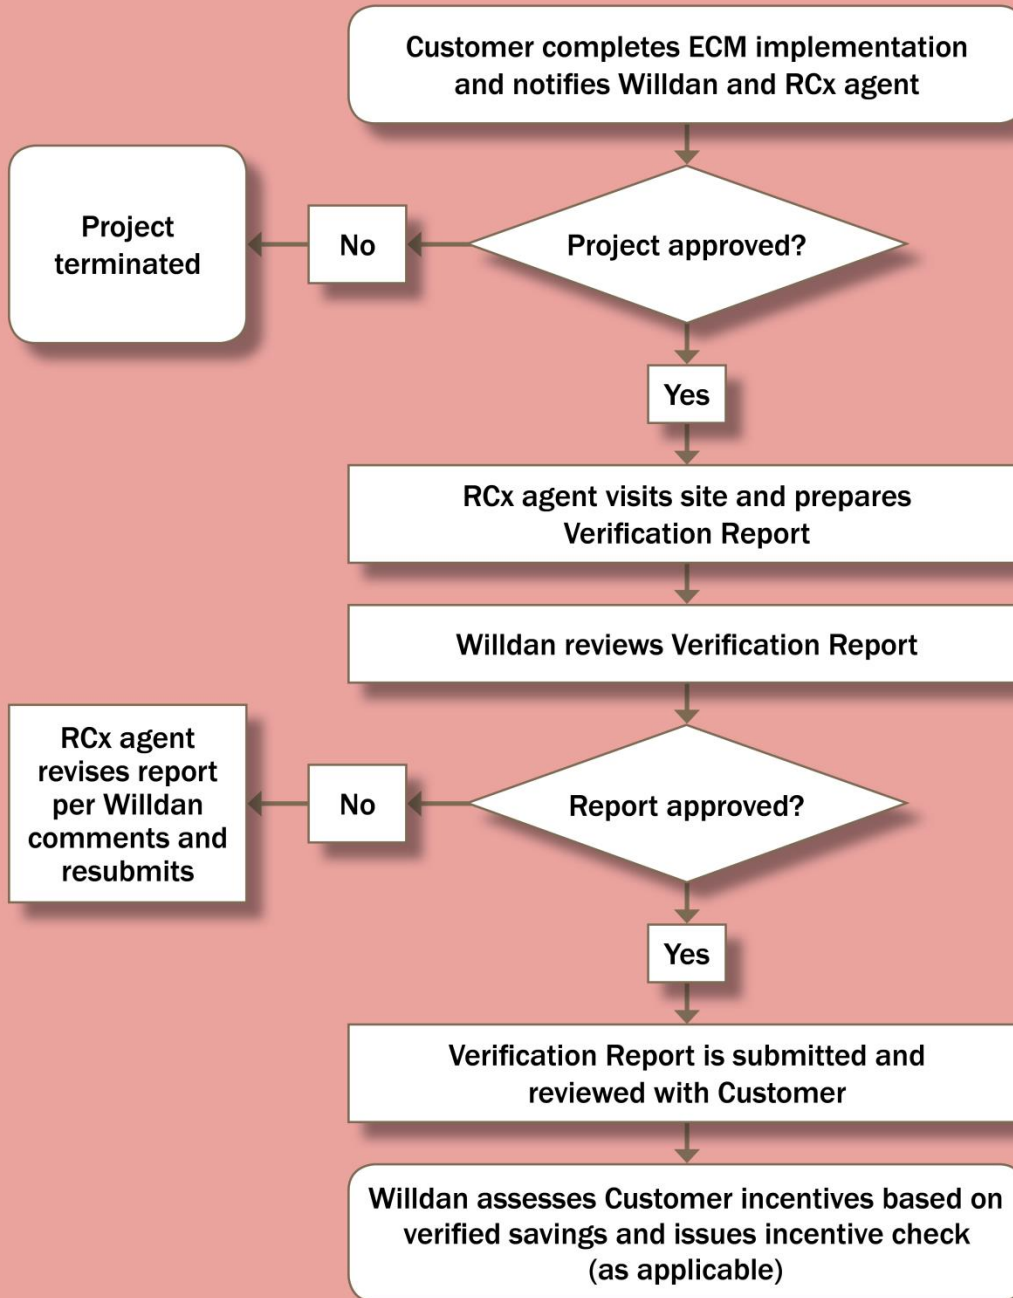 Customer completes ECM implementation
and notifies Willdan and RCx agent
Project
terminated
No
Project approved?
Yes
RCx agent visits site and prepares
Verification Report
Willdan reviews Verification Report
RCx agent
revises report
per Willdan
comments and
resubmits
No
Report approved?
Yes
Verification Report is submitted and
reviewed with Customer
Willdan assesses Customer incentives based on
verified savings and issues incentive check
(as applicable)